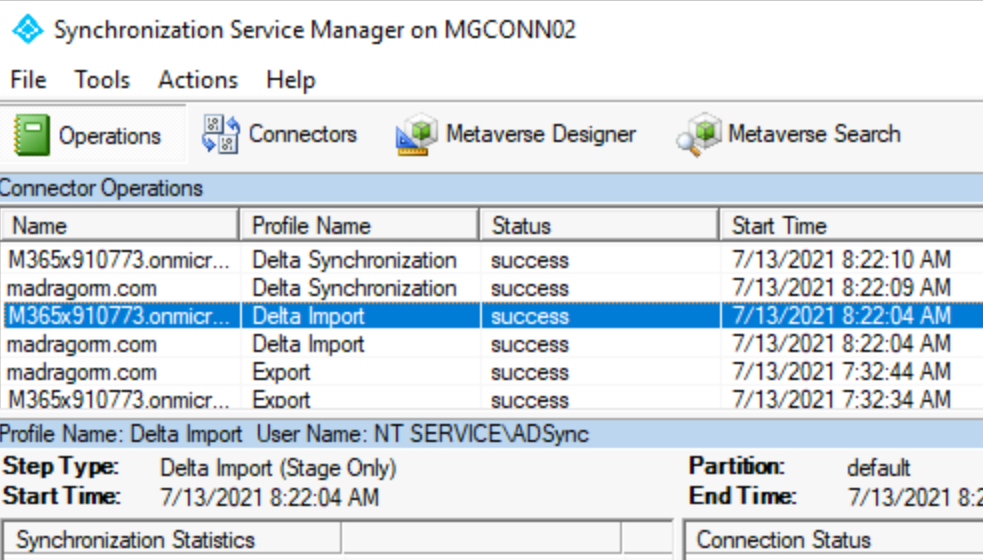 Synchronization Service Manager on MGCONN02
File Tools Actions Help
Operations Connectors Metaverse Designer Metaverse Search
Connector Operations
Name Profile Name Status Start Time
M365x910773.onmicr... Delta Synchronization success 7/13/2021 8:22:10 AM
madragorm.com Delta Synchronization success 7/13/2021 8:22:09 AM
M365x910773.onmicr... Delta Import success 7/13/2021 8:22:04 AM
madragorm.com Delta Import success 7/13/2021 8:22:04 AM
madragorm.com Export success 7/13/2021 7:32:44 AM
M365x910773.onmicr... Export success 7/13/2021 7:32:34 AM
Profile Name: Delta Import User Name: NT SERVICE\ADSync
Step Type: Delta Import (Stage Only) Partition: default
Start Time: 7/13/2021 8:22:04 AM End Time: 7/13/2021 8:2
Synchronization Statistics Connection Status